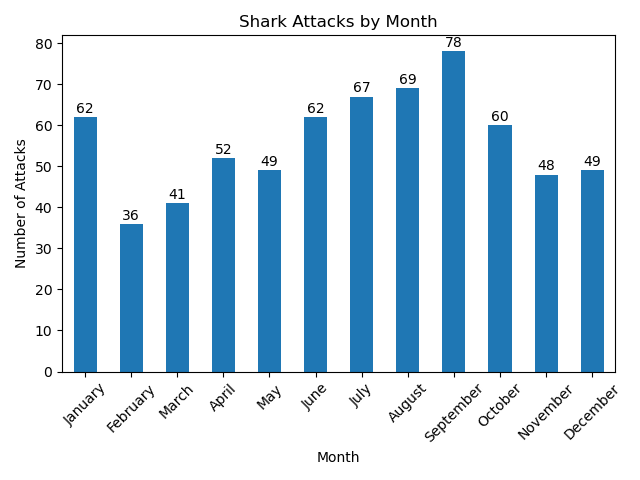 Shark Attacks by Month
Number of Attacks
80
70
60
50
40
30
20
10
0
62
36
41
52
49
62
67
69
78
60
48
49
January
February
March
April
May
June
July
August
September
October
November
December
Month